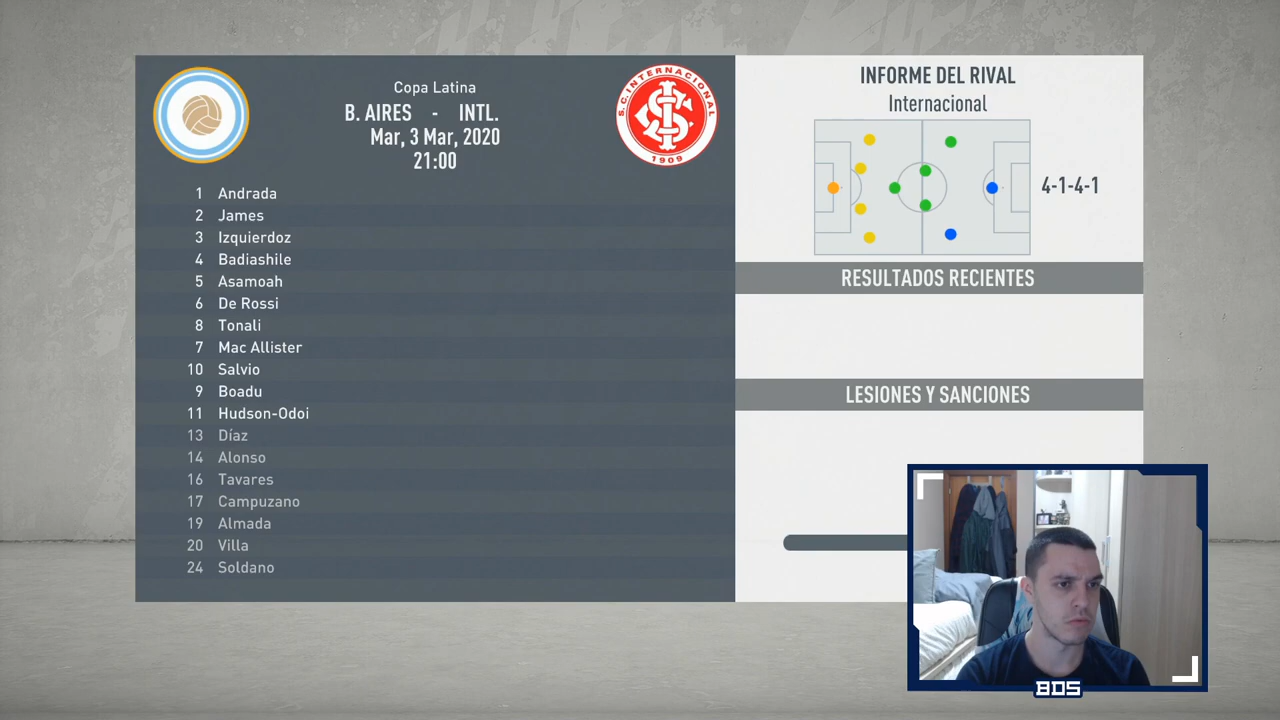 Copa Latina
B. AIRES - INTL.
Mar, 3 Mar, 2020
21:00
S.C. INTERNACIONAL
1909
1 Andrada
2 James
3 Izquierdoz
4 Badiashile
5 Asamoah
6 De Rossi
8 Tonali
7 Mac Allister
10 Salvio
9 Boadu
11 Hudson-Odoi
13 Díaz
14 Alonso
16 Tavares
17 Campuzano
19 Almada
20 Villa
24 Soldano
INFORME DEL RIVAL
Internacional
4-1-4-1
RESULTADOS RECIENTES
LESIONES Y SANCIONES
BDS